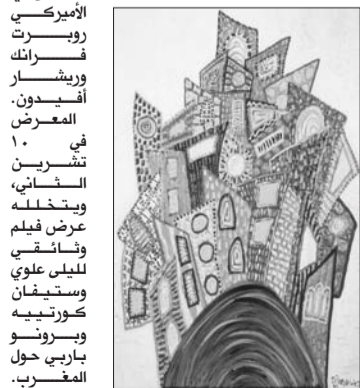 الأميركي
روبرت
فرانك
وريشار
أفيدون.
المعرض
في ١٠
تشرين
الثاني،
ويتخلله
عرض فيلم
وثائقي
لليلى علوي
وستيفان
كورتييه
وبرونو
باربي حول
المغرب.